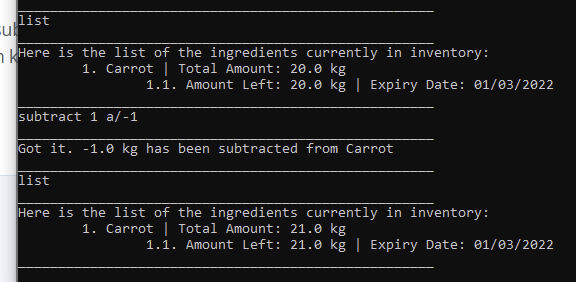 list
Here is the list of the ingredients currently in inventory:
1. Carrot | Total Amount: 20.0 kg
1.1. Amount Left: 20.0 kg | Expiry Date: 01/03/2022
subtract 1 a/-1
Got it. -1.0 kg has been subtracted from Carrot
list
Here is the list of the ingredients currently in inventory:
1. Carrot | Total Amount: 21.0 kg
1.1. Amount Left: 21.0 kg | Expiry Date: 01/03/2022